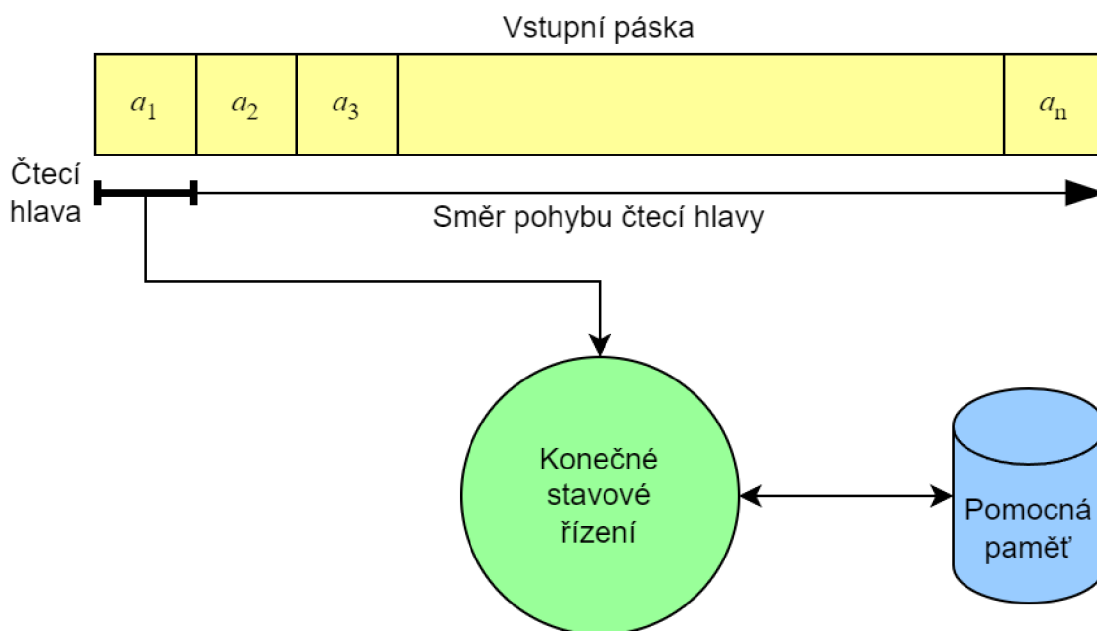 Vstupní páska
a1 a2 a3 an
Čtecí
hlava
Směr pohybu čtecí hlavy
Konečné
stavové
řízení
Pomocná
paměť